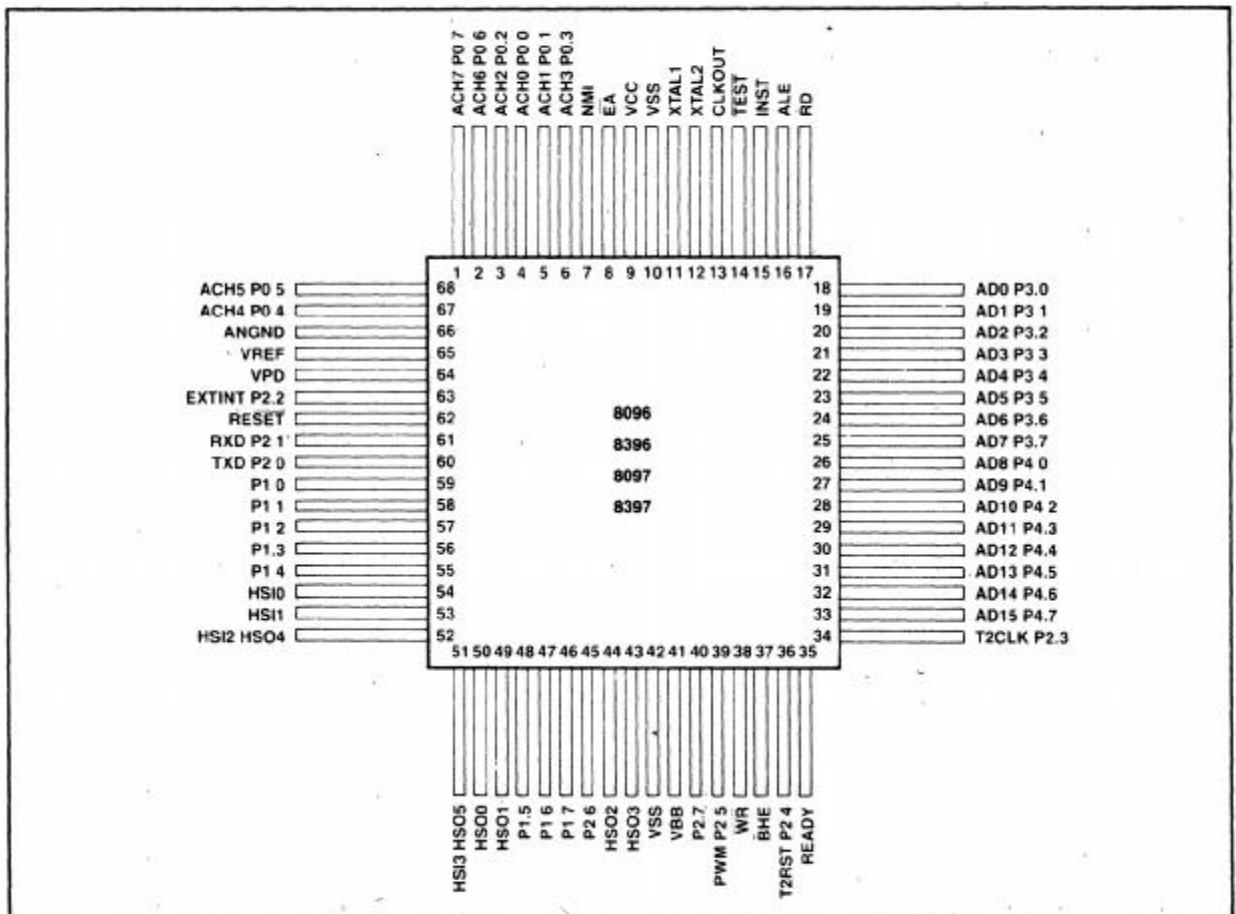 ACH7 P0 7
ACH6 P0 6
ACH2 P0.2
ACH0 P0 0
ACH1 P0 1
ACH3 P0.3
NMI
EA
VCC
VSS
XTAL1
XTAL2
CLKOUT
TEST
INST
ALE
RD
1 2 3 4 5 6 7 8 9 10 11 12 13 14 15 16 17
ACH5 P0 5 68
ACH4 P0 4 67
ANGND 66
VREF 65
VPD 64
EXTINT P2.2 63
RESET 62
RXD P2 1 61
TXD P2 0 60
P1 0 59
P1 1 58
P1 2 57
P1.3 56
P1 4 55
HSI0 54
HSI1 53
HSI2 HSO4 52
8096
8396
8097
8397
18 AD0 P3.0
19 AD1 P3 1
20 AD2 P3.2
21 AD3 P3 3
22 AD4 P3 4
23 AD5 P3 5
24 AD6 P3.6
25 AD7 P3.7
26 AD8 P4 0
27 AD9 P4.1
28 AD10 P4 2
29 AD11 P4.3
30 AD12 P4.4
31 AD13 P4.5
32 AD14 P4.6
33 AD15 P4.7
34 T2CLK P2.3
51 50 49 48 47 46 45 44 43 42 41 40 39 38 37 36 35
HSI3 HSO5
HSO0
HSO1
P1.5
P1 6
P1 7
P2 6
HSO2
HSO3
VSS
VBB
P2.7
PWM P2 5
WR
BHE
T2RST P2 4
READY